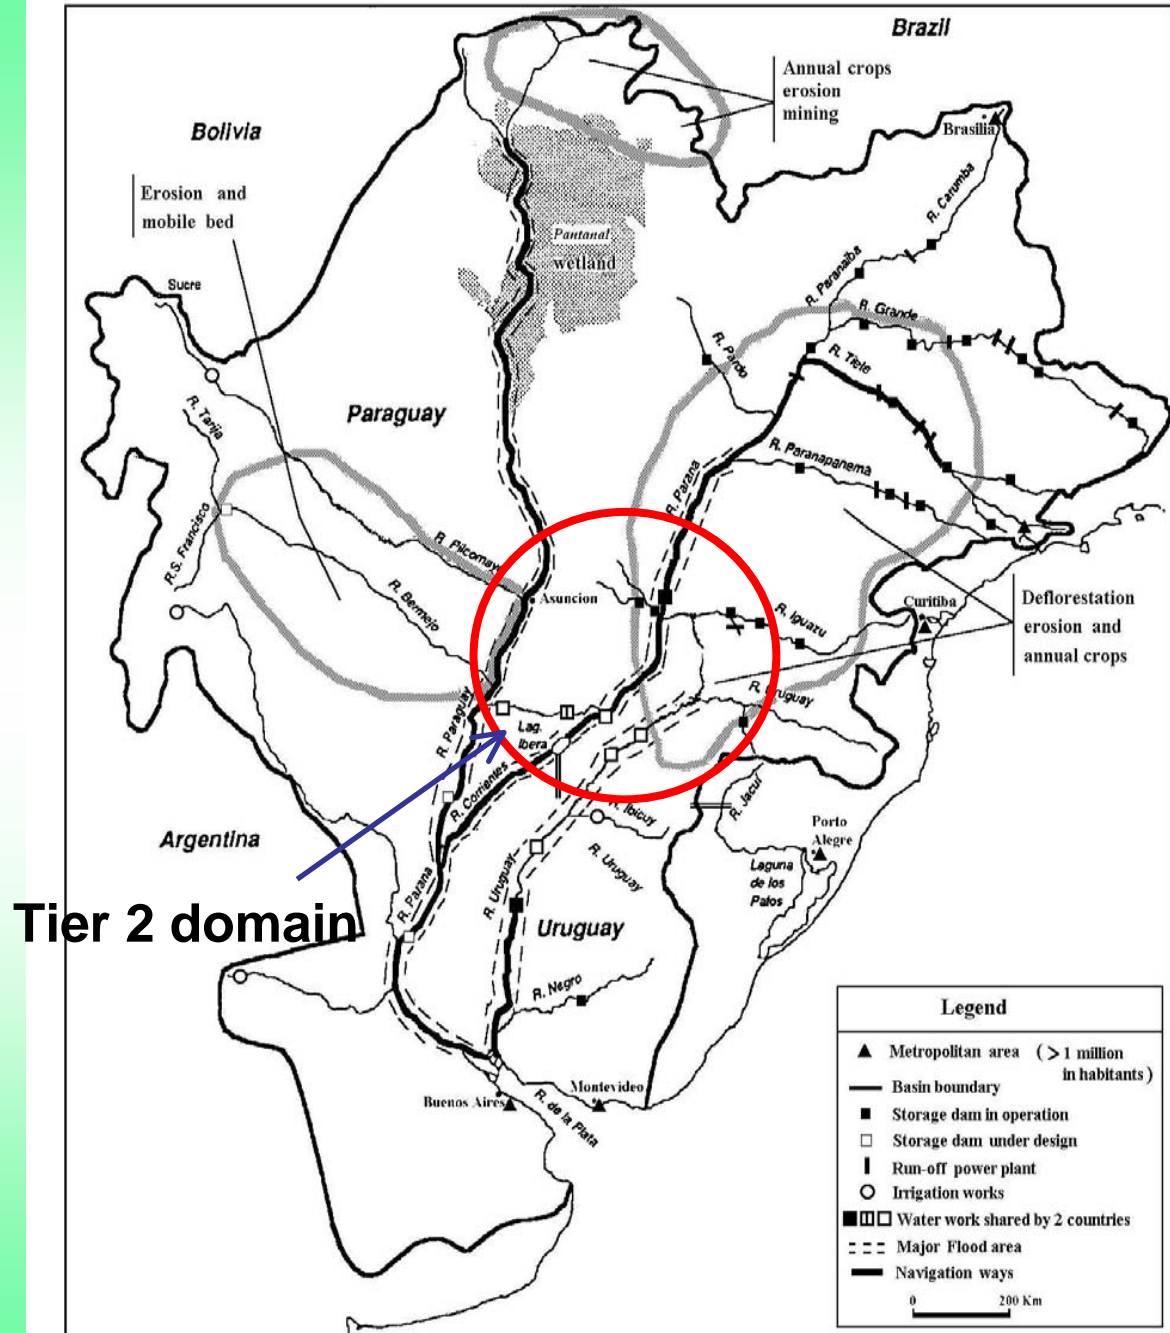 Brazil
Annual crops
erosion
mining
Bolivia
Brasilia
Erosion and
mobile bed
R. Carumba
Pantanal
wetland
Sucre
R. Paranaiba
R. Grande
R. Pardo
R. Tiete
R. Tarija
Paraguay
R. Paranapanema
R. Parana
R.S. Francisco
R. Pilcomayo
R. Bermejo
Asuncion
R. Iguazu
Curitiba
Deflorestation
erosion and
annual crops
R. Uruguay
R. Paraguay
Lag.
Ibera
R. Corrientes
R. Ibicuy
R. Jacui
Porto
Alegre
Argentina
R. Uruguay
R. Uruguay
Laguna
de los
Patos
R. Parana
Tier 2 domain
Uruguay
R. Negro
Buenos Aires
Montevideo
R. de la Plata
Legend
Metropolitan area ( > 1 million
in habitants )
Basin boundary
Storage dam in operation
Storage dam under design
Run-off power plant
Irrigation works
Water work shared by 2 countries
Major Flood area
Navigation ways
0 200 Km